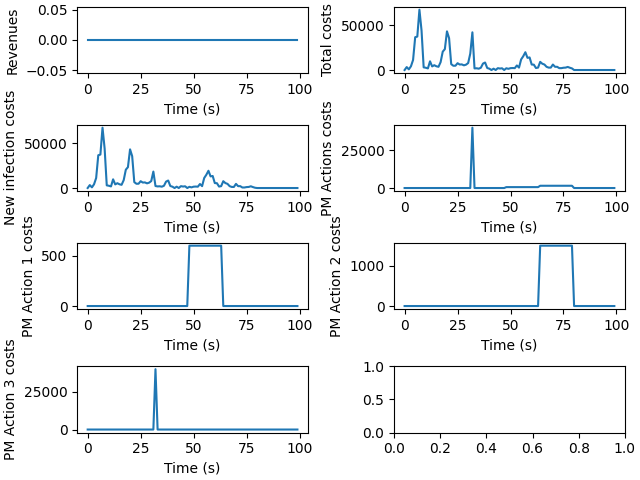 Revenues
0.05
0.00
−0.05
0 25 50 75 100
Time (s)
Total costs
50000
0
0 25 50 75 100
Time (s)
New infection costs
50000
0
0 25 50 75 100
Time (s)
PM Actions costs
25000
0
0 25 50 75 100
Time (s)
PM Action 1 costs
500
0
0 25 50 75 100
Time (s)
PM Action 2 costs
1000
0
0 25 50 75 100
Time (s)
PM Action 3 costs
25000
0
0 25 50 75 100
Time (s)
1.0
0.5
0.0
0.0 0.2 0.4 0.6 0.8 1.0